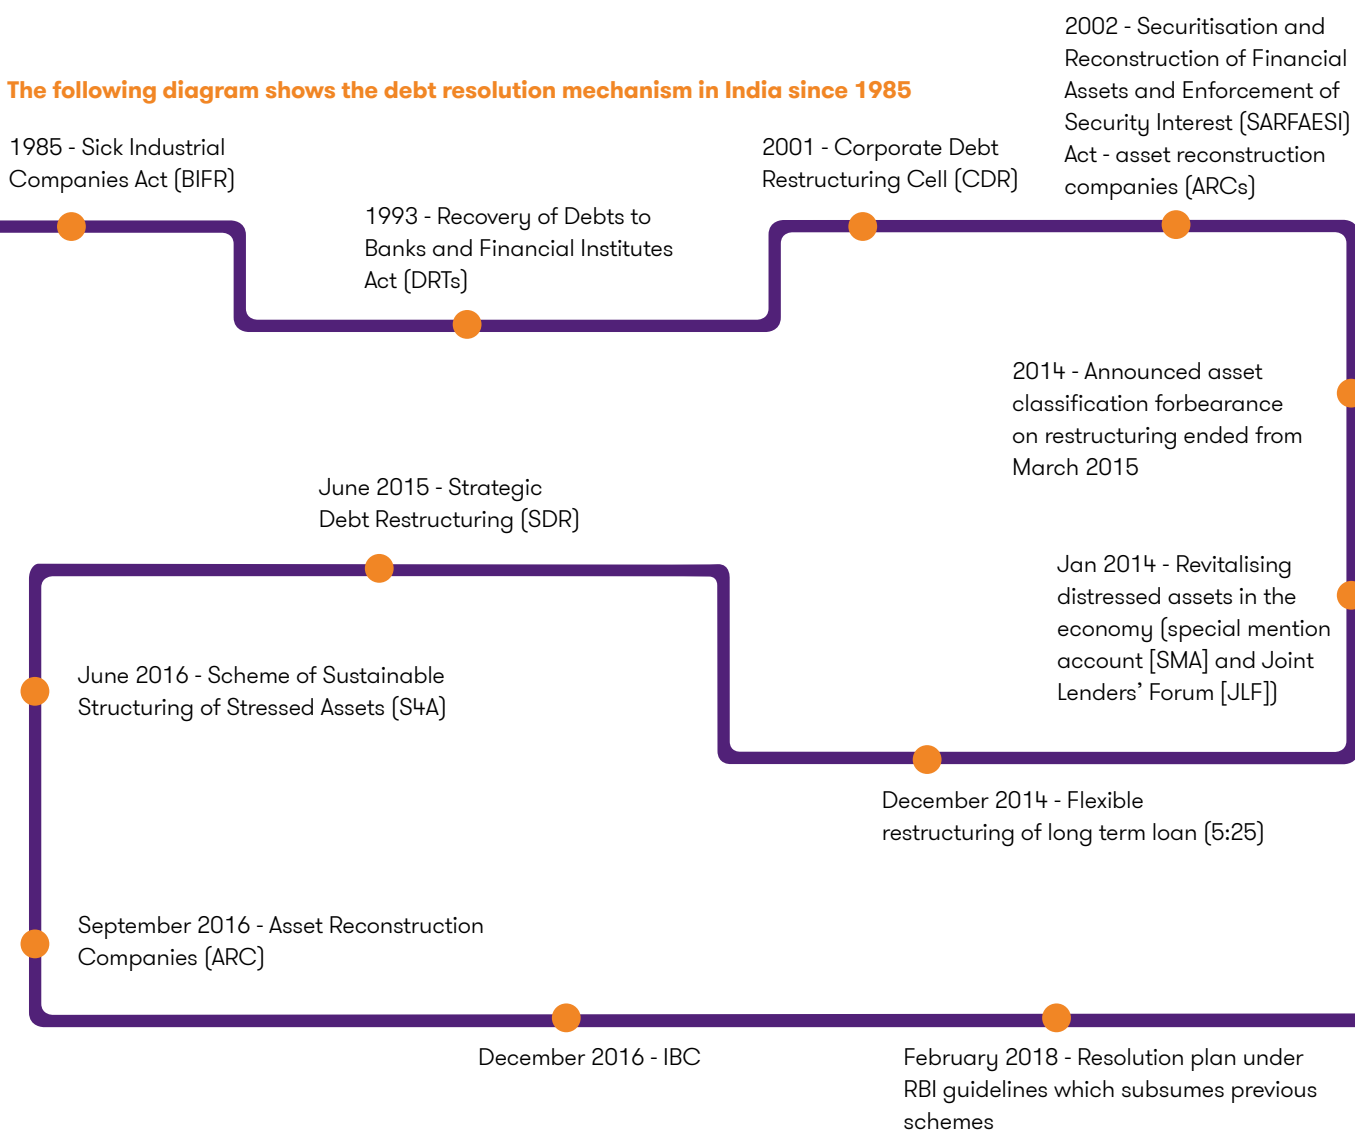 The following diagram shows the debt resolution mechanism in India since 1985
1985 - Sick Industrial
Companies Act (BIFR)
1993 - Recovery of Debts to
Banks and Financial Institutes
Act (DRTs)
2001 - Corporate Debt
Restructuring Cell (CDR)
2002 - Securitisation and
Reconstruction of Financial
Assets and Enforcement of
Security Interest (SARFAESI)
Act - asset reconstruction
companies (ARCs)
2014 - Announced asset
classification forbearance
on restructuring ended from
March 2015
Jan 2014 - Revitalising
distressed assets in the
economy (special mention
account [SMA] and Joint
Lenders’ Forum [JLF])
December 2014 - Flexible
restructuring of long term loan (5:25)
June 2015 - Strategic
Debt Restructuring (SDR)
June 2016 - Scheme of Sustainable
Structuring of Stressed Assets (S4A)
September 2016 - Asset Reconstruction
Companies (ARC)
December 2016 - IBC
February 2018 - Resolution plan under
RBI guidelines which subsumes previous
schemes